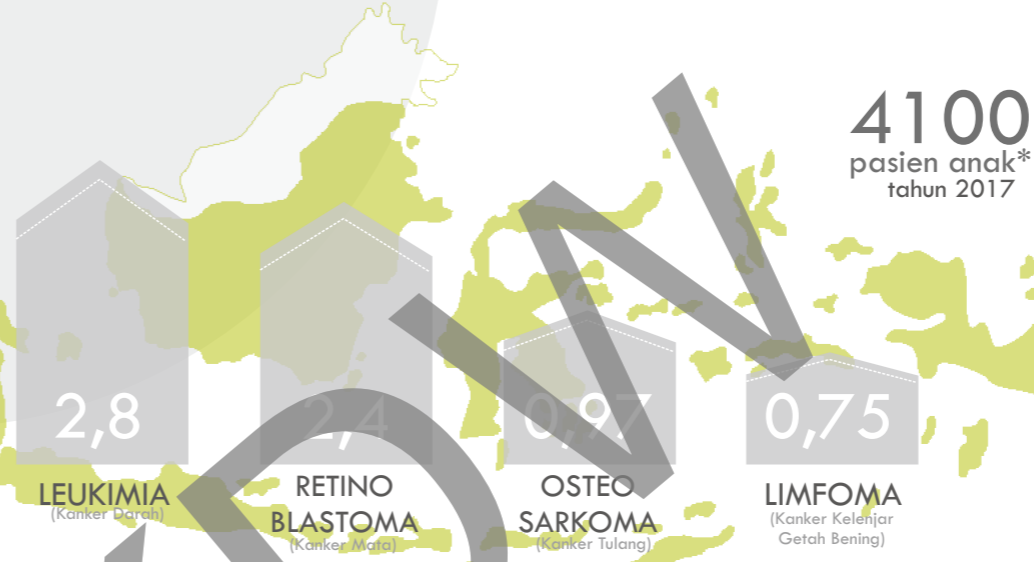 4100
pasien anak*
tahun 2017
2,8
2,4
0,97
0,75
LEUKIMIA
(Kanker Darah)
RETINO
BLASTOMA
(Kanker Mata)
OSTEO
SARKOMA
(Kanker Tulang)
LIMFOMA
(Kanker Kelenjar
Getah Bening)